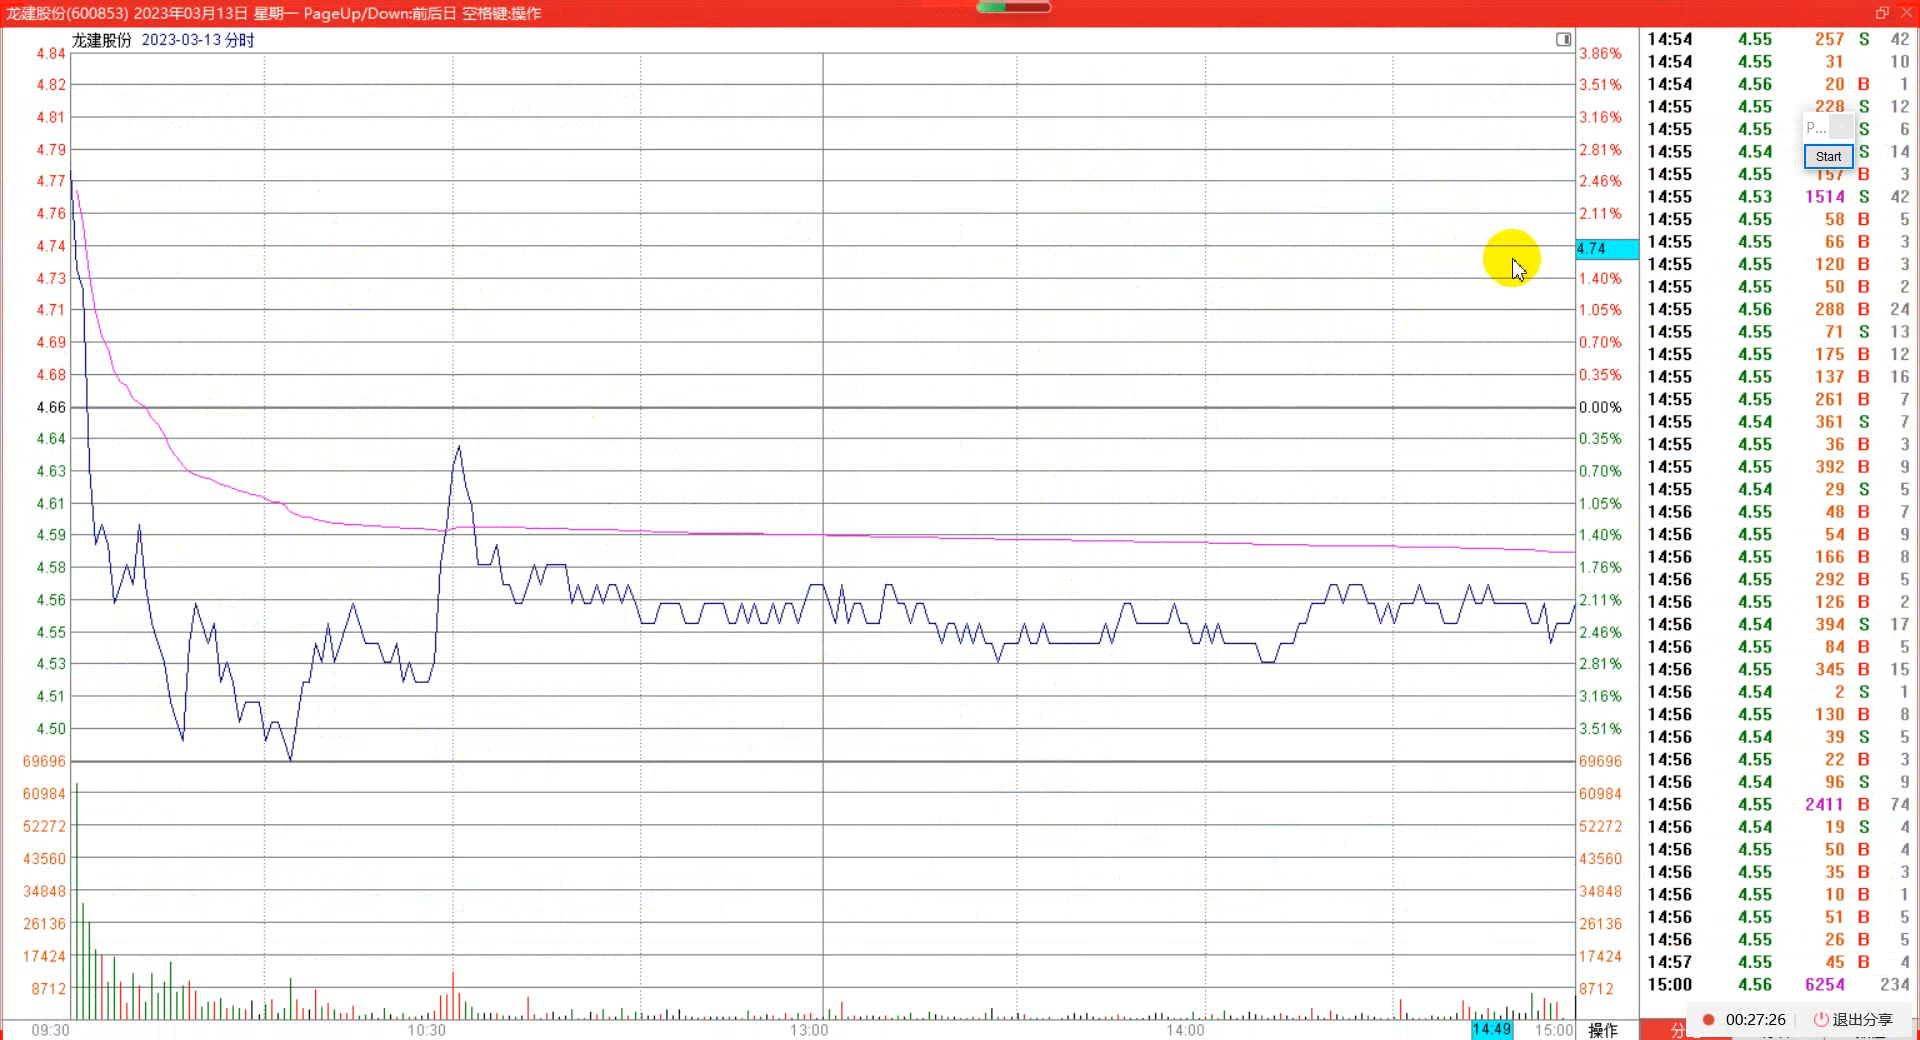 龙建股份(600853) 2023年03月13日 星期一 PageUp/Down:前后日 空格键:操作
龙建股份 2023-03-13 分时
4.84 3.86%
4.82 3.51%
4.81 3.16%
4.79 2.81%
4.77 2.46%
4.76 2.11%
4.74 4.74
4.73 1.40%
4.71 1.05%
4.69 0.70%
4.68 0.35%
4.66 0.00%
4.64 0.35%
4.63 0.70%
4.61 1.05%
4.59 1.40%
4.58 1.76%
4.56 2.11%
4.55 2.46%
4.53 2.81%
4.51 3.16%
4.50 3.51%
69696 69696
60984 60984
52272 52272
43560 43560
34848 34848
26136 26136
17424 17424
8712 8712
09:30 10:30 13:00 14:00 14:49 15:00 操作
14:54 4.55 257 S 42
14:54 4.55 31 10
14:54 4.56 20 B 1
14:55 4.55 228 S 12
14:55 4.55 P... S 6
14:55 4.54 Start S 14
14:55 4.55 157 B 3
14:55 4.53 1514 S 42
14:55 4.55 58 B 5
14:55 4.55 66 B 3
14:55 4.55 120 B 3
14:55 4.55 50 B 2
14:55 4.56 288 B 24
14:55 4.55 71 S 13
14:55 4.55 175 B 12
14:55 4.55 137 B 16
14:55 4.55 261 B 7
14:55 4.54 361 S 7
14:55 4.55 36 B 3
14:55 4.55 392 B 9
14:55 4.54 29 S 5
14:56 4.55 48 B 7
14:56 4.55 54 B 9
14:56 4.55 166 B 8
14:56 4.55 292 B 5
14:56 4.55 126 B 2
14:56 4.54 394 S 17
14:56 4.55 84 B 5
14:56 4.55 345 B 15
14:56 4.54 2 S 1
14:56 4.55 130 B 8
14:56 4.54 39 S 5
14:56 4.55 22 B 3
14:56 4.54 96 S 9
14:56 4.55 2411 B 74
14:56 4.54 19 S 4
14:56 4.55 50 B 4
14:56 4.55 35 B 3
14:56 4.55 10 B 1
14:56 4.55 51 B 5
14:56 4.55 26 B 5
14:57 4.55 45 B 4
15:00 4.56 6254 234
00:27:26 退出分享